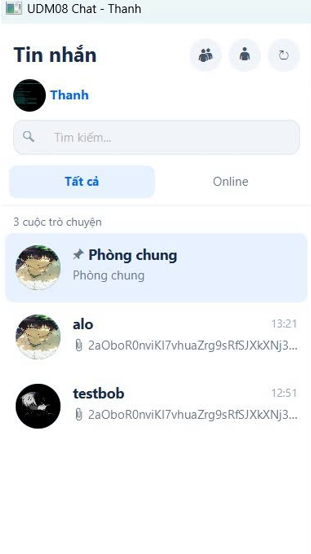 UDM08 Chat - Thanh
Tin nhắn
Thanh
Tìm kiếm...
Tất cả
Online
3 cuộc trò chuyện
Phòng chung
Phòng chung
alo
13:21
2aOboR0nviKI7vhuaZrg9sRfSJXkXNj3...
testbob
12:51
2aOboR0nviKI7vhuaZrg9sRfSJXkXNj3...